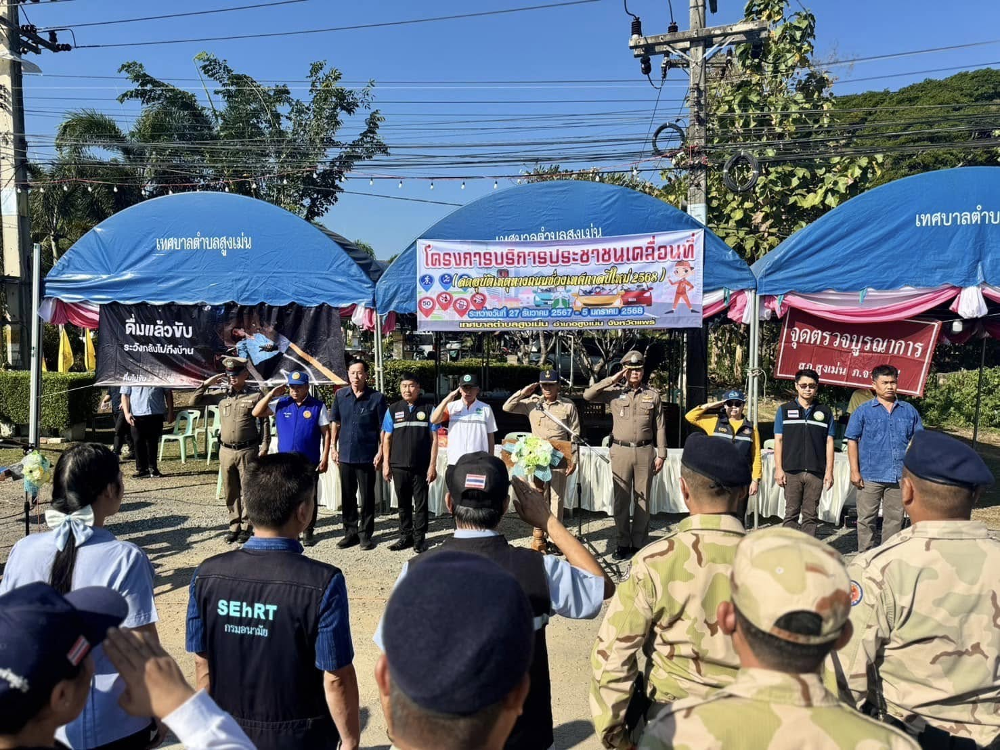 เทศบาลตำบลสูงเม่น
เทศบาลตำบลสูงเม่น
เทศบาลตำบ
โครงการบริการประชาชนเคลื่อนที่
( ลดอุบัติเหตุทางถนนช่วงเทศกาลปีใหม่ 2568 )
50
ระหว่างวันที่ 27 ธันวาคม 2567 - 5 มกราคม 2568
เทศบาลตำบลสูงเม่น อำเภอสูงเม่น จังหวัดแพร่
ดื่มแล้วขับ
ระวังกลับไม่ถึงบ้าน
ดื่มไม่ขับ
จุดตรวจบูรณาการ
สภ.สูงเม่น ภ.จว.
CDD
SEhRT
กรมอนามัย